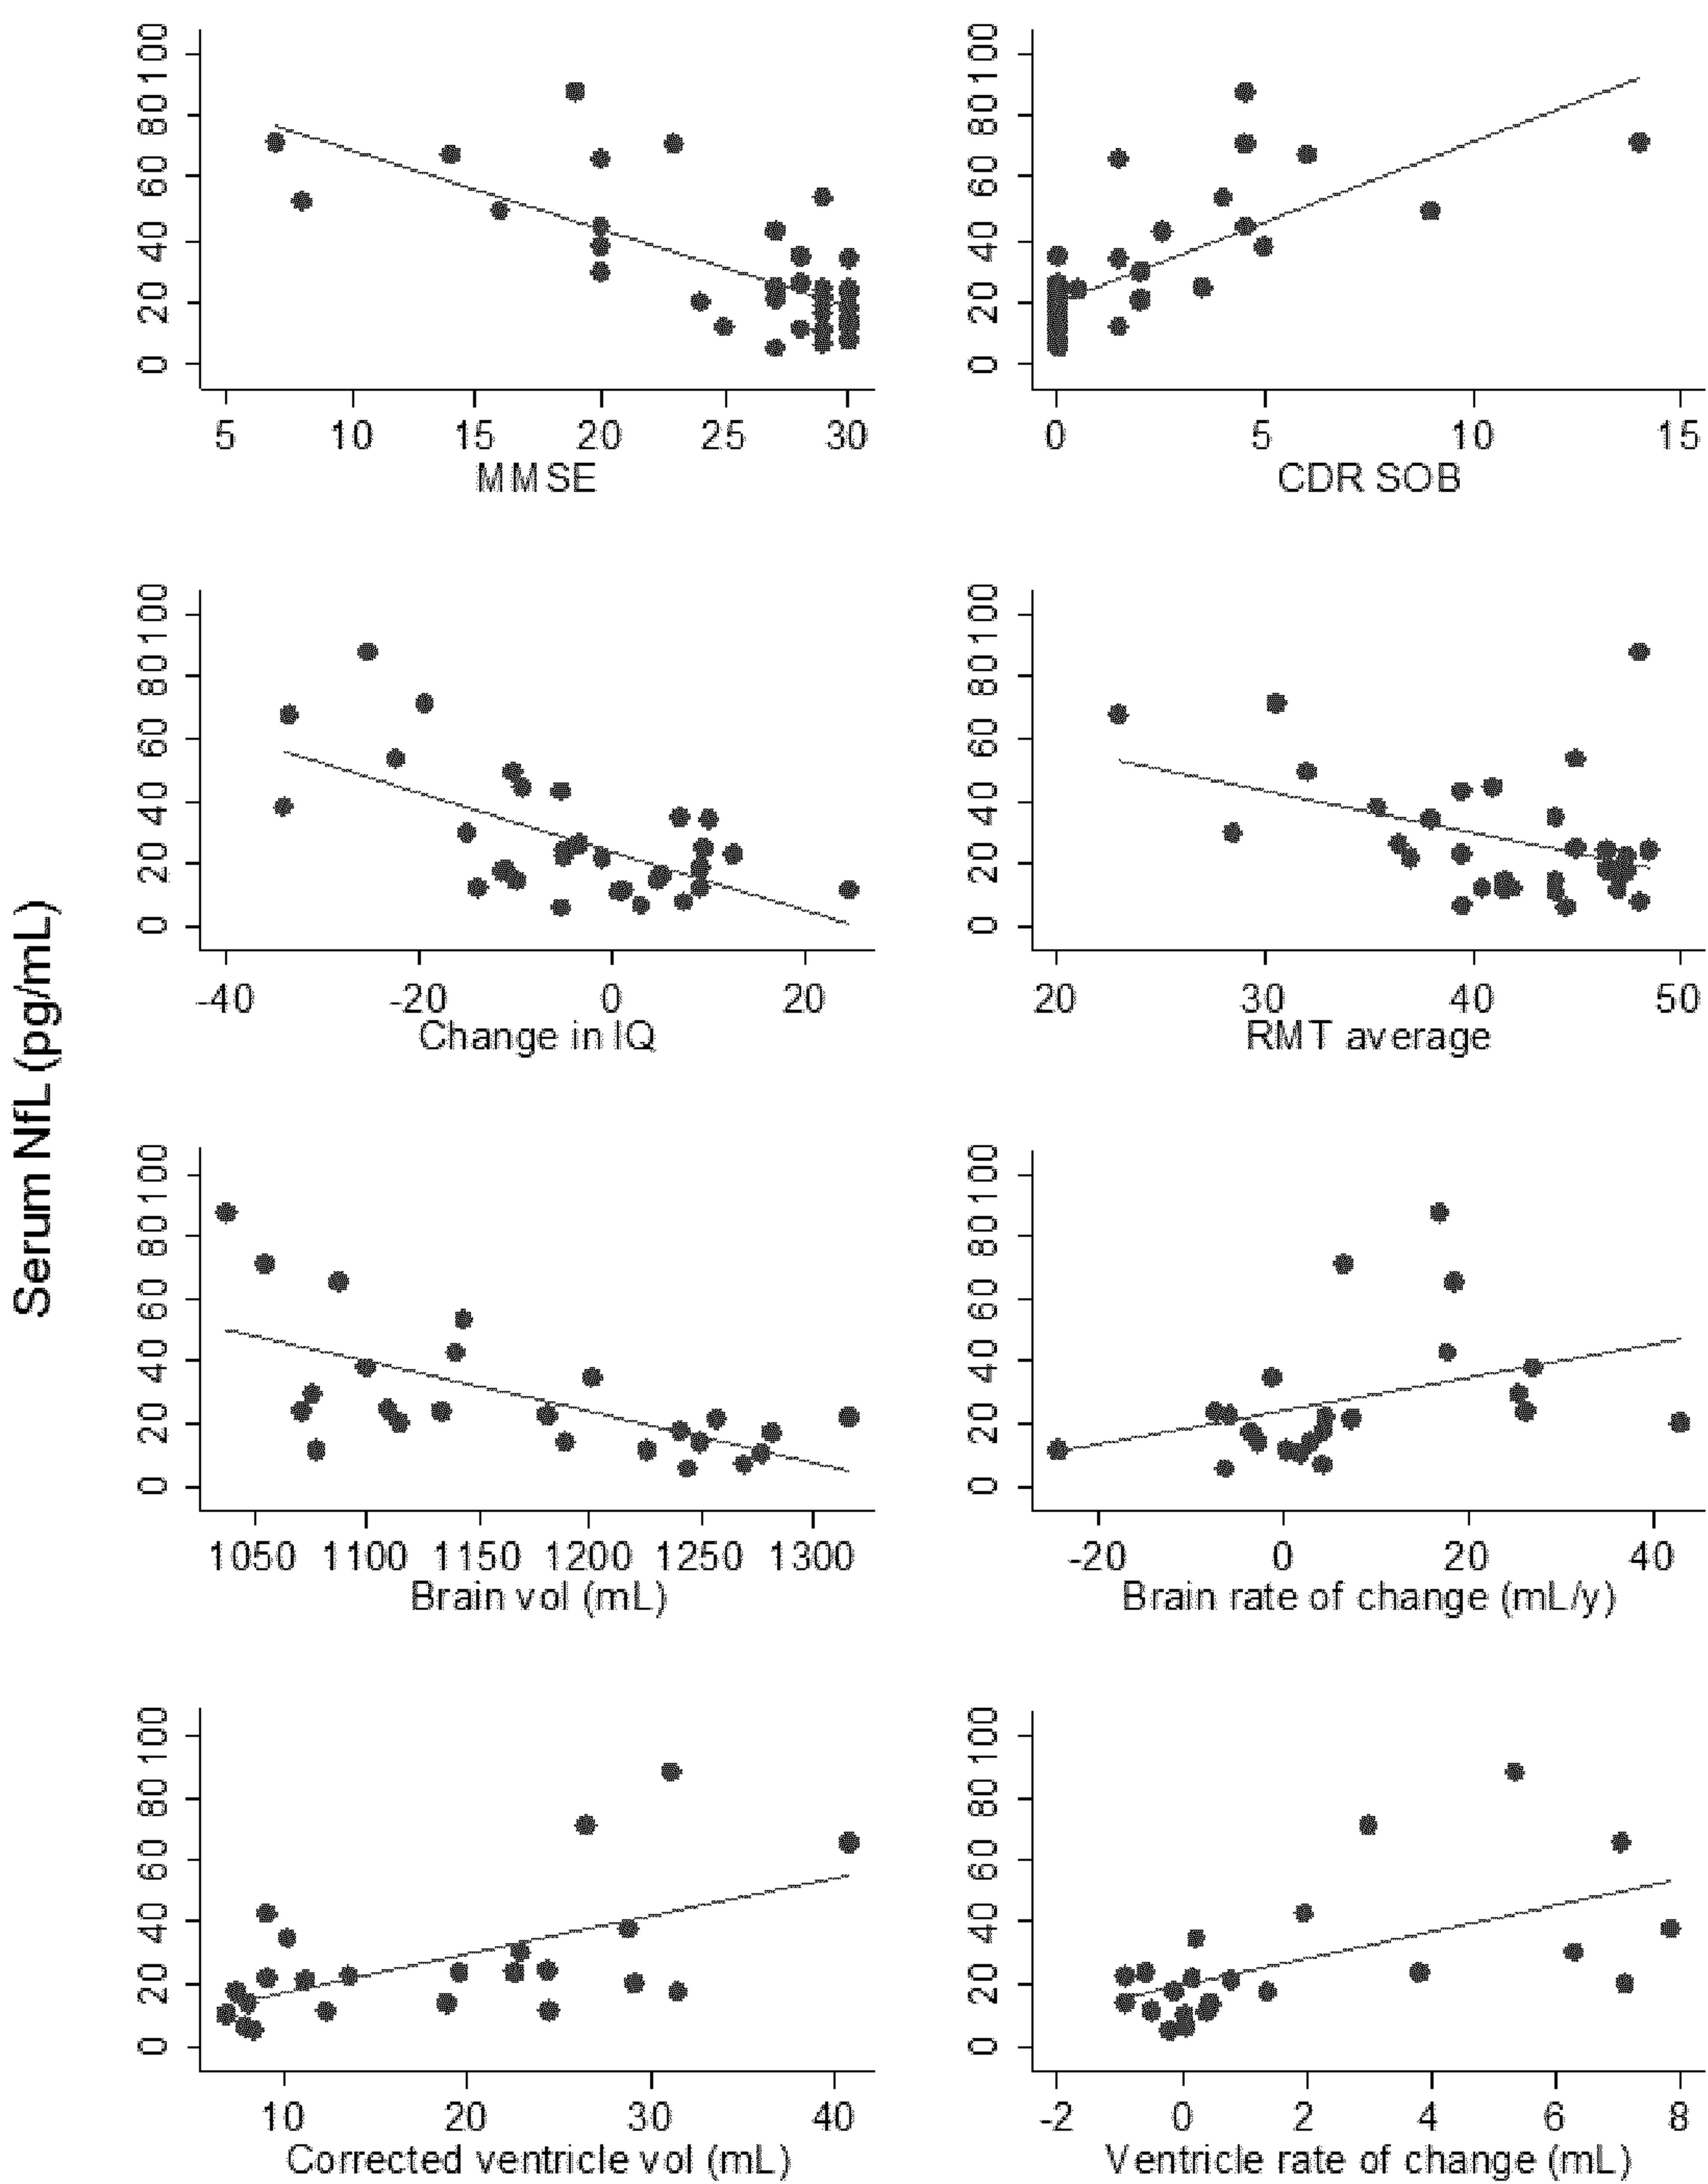 Serum NfL (pg/mL)
0 20 40 60 80 100
5 10 15 20 25 30
MMSE
0 20 40 60 80 100
0 5 10 15
CDR SOB
0 20 40 60 80 100
-40 -20 0 20
Change in IQ
0 20 40 60 80 100
20 30 40 50
RMT average
0 20 40 60 80 100
1050 1100 1150 1200 1250 1300
Brain vol (mL)
0 20 40 60 80 100
-20 0 20 40
Brain rate of change (mL/y)
0 20 40 60 80 100
10 20 30 40
Corrected ventricle vol (mL)
0 20 40 60 80 100
-2 0 2 4 6 8
Ventricle rate of change (mL)